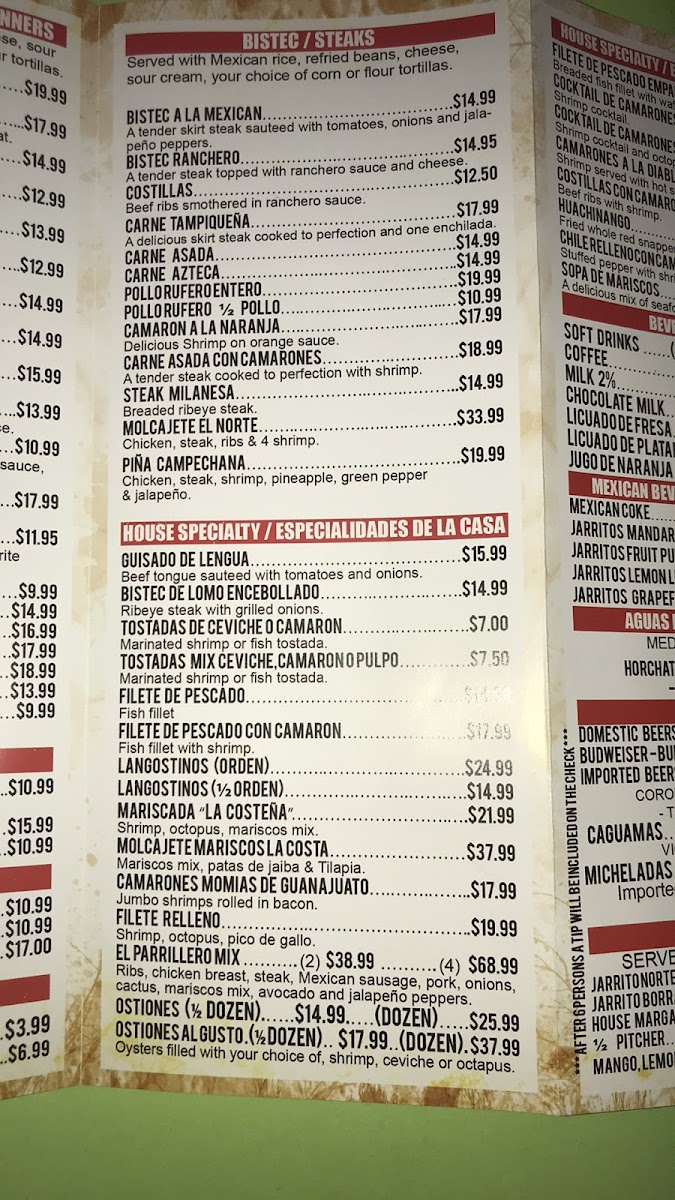 NNERS
se, sour
r tortillas.
....$19.99
.....$17.99
at.
....$14.99
....$12.99
....$13.99
....$12.99
....$14.99
....$14.99
....$15.99
....$13.99
ce.
...$10.99
sauce,
...$17.99
...$11.95
rite
...$9.99
..$14.99
..$16.99
..$17.99
..$18.99
..$13.99
...$9.99
..$10.99
.$15.99
.$10.99
.$10.99
.$10.99
.$17.00
.$3.99
..$6.99
BISTEC / STEAKS
Served with Mexican rice, refried beans, cheese,
sour cream, your choice of corn or flour tortillas.
BISTEC A LA MEXICAN....................$14.99
A tender skirt steak sauteed with tomatoes, onions and jala-
peño peppers.
BISTEC RANCHERO....................$14.95
A tender steak topped with ranchero sauce and cheese.
COSTILLAS....................$12.50
Beef ribs smothered in ranchero sauce.
CARNE TAMPIQUEÑA....................$17.99
A delicious skirt steak cooked to perfection and one enchilada.
CARNE ASADA....................$14.99
CARNE AZTECA....................$14.99
POLLO RUFERO ENTERO....................$19.99
POLLO RUFERO ½ POLLO....................$10.99
CAMARON A LA NARANJA....................$17.99
Delicious Shrimp on orange sauce.
CARNE ASADA CON CAMARONES....................$18.99
A tender steak cooked to perfection with shrimp.
STEAK MILANESA....................$14.99
Breaded ribeye steak.
MOLCAJETE EL NORTE....................$33.99
Chicken, steak, ribs & 4 shrimp.
PIÑA CAMPECHANA....................$19.99
Chicken, steak, shrimp, pineapple, green pepper
& jalapeño.
HOUSE SPECIALTY / ESPECIALIDADES DE LA CASA
GUISADO DE LENGUA....................$15.99
Beef tongue sauteed with tomatoes and onions.
BISTEC DE LOMO ENCEBOLLADO....................$14.99
Ribeye steak with grilled onions.
TOSTADAS DE CEVICHE O CAMARON....................$7.00
Marinated shrimp or fish tostada.
TOSTADAS MIX CEVICHE,CAMARON O PULPO...........$7.50
Marinated shrimp or fish tostada.
FILETE DE PESCADO....................
Fish fillet
FILETE DE PESCADO CON CAMARON....................$17.99
Fish fillet with shrimp.
LANGOSTINOS (ORDEN)....................$24.99
LANGOSTINOS (½ ORDEN)....................$14.99
MARISCADA "LA COSTEÑA"....................$21.99
Shrimp, octopus, mariscos mix.
MOLCAJETE MARISCOS LA COSTA....................$37.99
Mariscos mix, patas de jaiba & Tilapia.
CAMARONES MOMIAS DE GUANAJUATO....................$17.99
Jumbo shrimps rolled in bacon.
FILETE RELLENO....................$19.99
Shrimp, octopus, pico de gallo.
EL PARRILLERO MIX ..........(2) $38.99 ..........(4) $68.99
Ribs, chicken breast, steak, Mexican sausage, pork, onions,
cactus, mariscos mix, avocado and jalapeño peppers.
OSTIONES (½ DOZEN)......$14.99.....(DOZEN).....$25.99
OSTIONES AL GUSTO.(½ DOZEN).. $17.99..(DOZEN).$37.99
Oysters filled with your choice of, shrimp, ceviche or octapus.
***AFTER 6 PERSONS A TIP WILL BE INCLUDED ON THE CHECK***
HOUSE SPECIALTY / E
FILETE DE PESCADO EMPA
Breaded fish fillet with wat
COCKTAIL DE CAMARONES
Shrimp cocktail.
COCKTAIL DE CAMARONE
Shrimp cocktail and octop
CAMARONES A LA DIABL
Shrimp served with hot s
COSTILLAS CON CAMARO
Beef ribs with shrimp.
HUACHINANGO.........
Fried whole red snapper
CHILE RELLENO CON CAM
Stuffed pepper with shri
SOPA DE MARISCOS....
A delicious mix of seafo
BEVE
SOFT DRINKS ......(
COFFEE..........
MILK 2%..........
CHOCOLATE MILK..
LICUADO DE FRESA
LICUADO DE PLATA
JUGO DE NARANJA
MEXICAN BEV
MEXICAN COKE.....
JARRITOS MANDAR
JARRITOS FRUIT PU
JARRITOS LEMON L
JARRITOS GRAPEF
AGUAS
MED
HORCHAT
DOMESTIC BEERS
BUDWEISER-BU
IMPORTED BEER
CORO
- T
CAGUAMAS...
VI
MICHELADAS
Importe
SERVE
JARRITO NORTE
JARRITO BORRA
HOUSE MARGA
½ PITCHER...
MANGO, LEMO